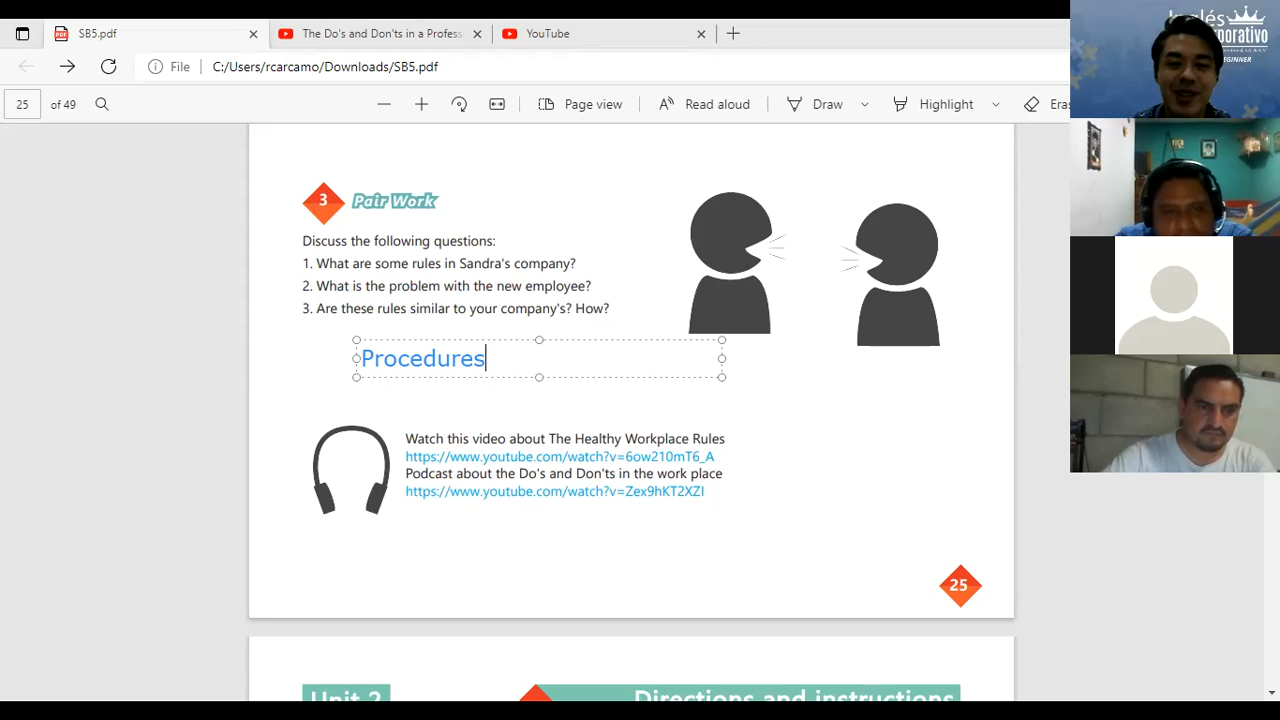 SB5.pdf
The Do's and Don'ts in a Profess
YouTube
File
C:/Users/rcarcamo/Downloads/SB5.pdf
25 of 49
Page view
Read aloud
Draw
Highlight
3 Pair Work
Discuss the following questions:
1. What are some rules in Sandra's company?
2. What is the problem with the new employee?
3. Are these rules similar to your company's? How?
Procedures
Watch this video about The Healthy Workplace Rules
https://www.youtube.com/watch?v=6ow210mT6_A
Podcast about the Do's and Don'ts in the work place
https://www.youtube.com/watch?v=Zex9hKT2XZI
25
Unit 2
Directions and instructions